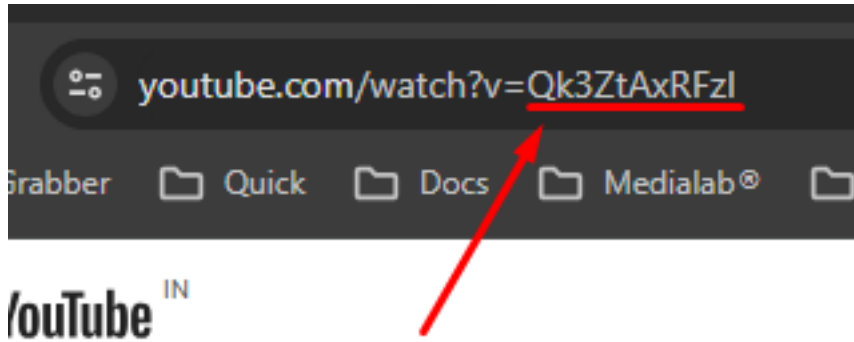 youtube.com/watch?v=Qk3ZtAxRFzI
Grabber Quick Docs Medialab®
YouTube IN